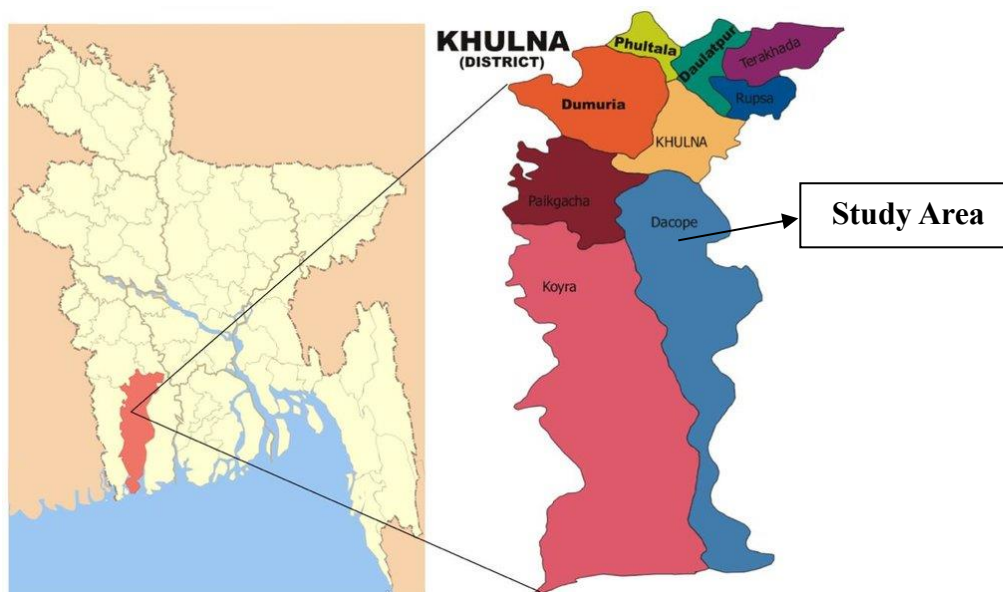 KHULNA
(DISTRICT)
Phultala
Daulatpur
Terakhada
Dumuria
Rupsa
KHULNA
Paikgacha
Dacope
Study Area
Koyra